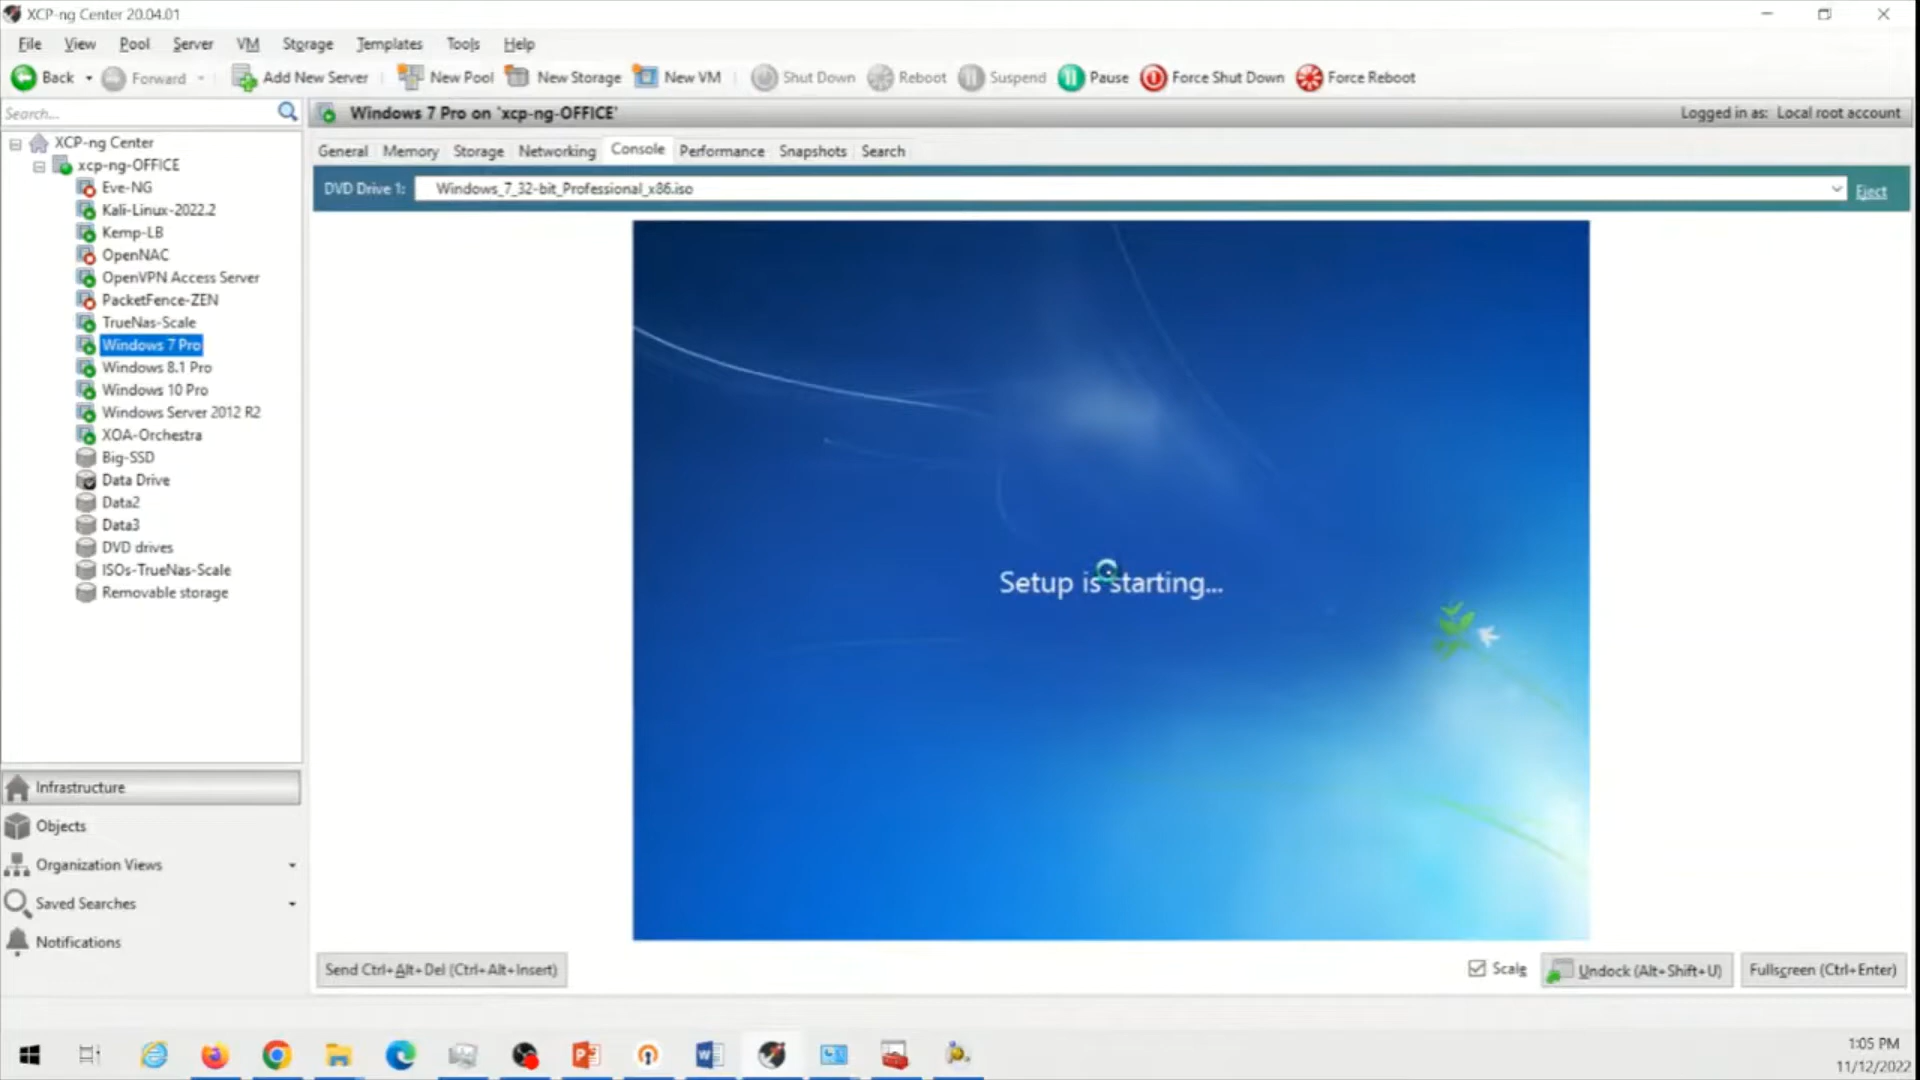 XCP-ng Center 20.04.01
File View Pool Server VM Storage Templates Tools Help
Back Forward Add New Server New Pool New Storage New VM Shut Down Reboot Suspend Pause Force Shut Down Force Reboot
Search...
Windows 7 Pro on 'xcp-ng-OFFICE'
Logged in as: Local root account
General Memory Storage Networking Console Performance Snapshots Search
DVD Drive 1: Windows_7_32-bit_Professional_x86.iso Eject
XCP-ng Center
xcp-ng-OFFICE
Eve-NG
Kali-Linux-2022.2
Kemp-LB
OpenNAC
OpenVPN Access Server
PacketFence-ZEN
TrueNas-Scale
Windows 7 Pro
Windows 8.1 Pro
Windows 10 Pro
Windows Server 2012 R2
XOA-Orchestra
Big-SSD
Data Drive
Data2
Data3
DVD drives
ISOs-TrueNas-Scale
Removable storage
Setup is starting...
Infrastructure
Objects
Organization Views
Saved Searches
Notifications
Send Ctrl+Alt+Del (Ctrl+Alt+Insert)
Scale Undock (Alt+Shift+U) Fullscreen (Ctrl+Enter)
1:05 PM
11/12/2022